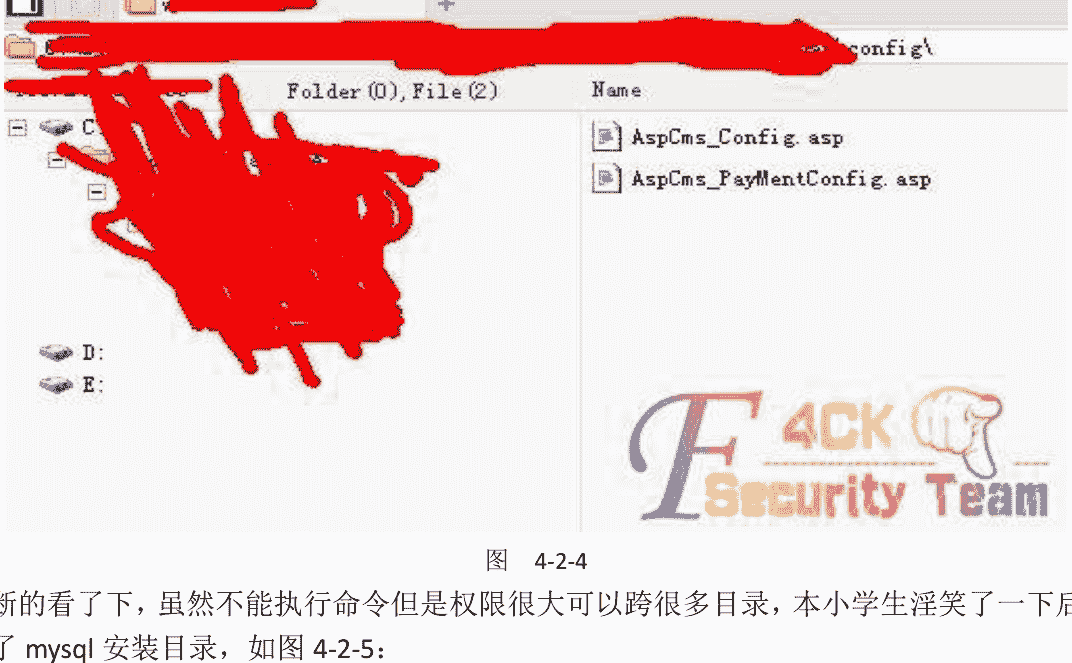 config\
Folder(0),File(2)
Name
C:
AspCms_Config.asp
AspCms_PayMentConfig.asp
D:
E:
F4CK
Security Team
图 4-2-4
断的看了下，虽然不能执行命令但是权限很大可以跨很多目录，本小学生淫笑了一下后
了 mysql 安装目录，如图 4-2-5：